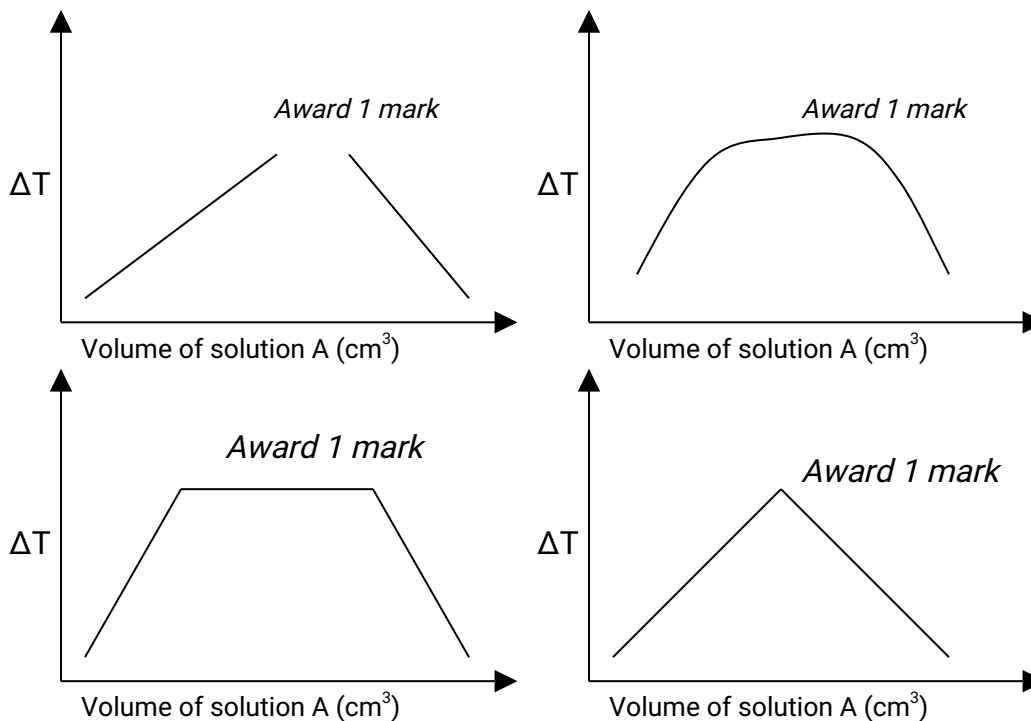 Award 1 mark
ΔT
Volume of solution A (cm³)
Award 1 mark
ΔT
Volume of solution A (cm³)
Award 1 mark
ΔT
Volume of solution A (cm³)
Award 1 mark
ΔT
Volume of solution A (cm³)